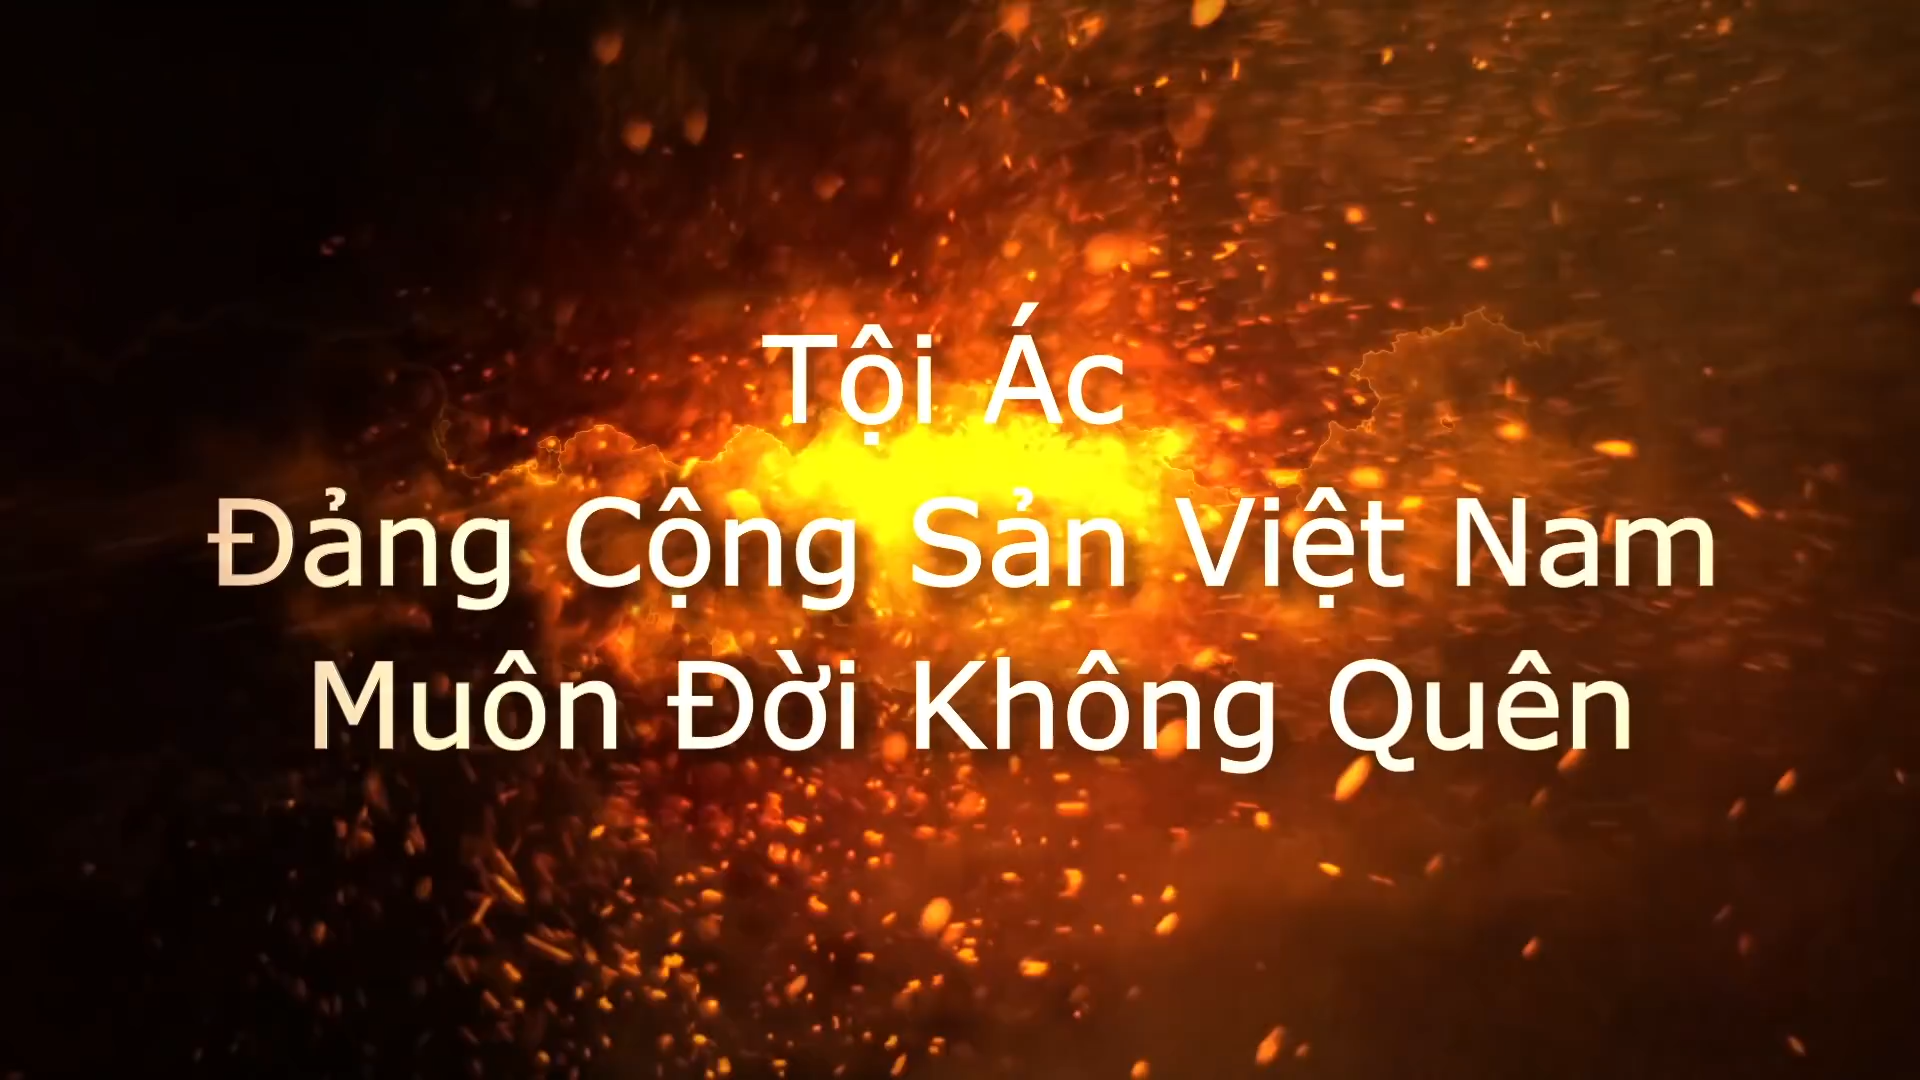 Tội Ác
Đảng Cộng Sản Việt Nam
Muôn Đời Không Quên